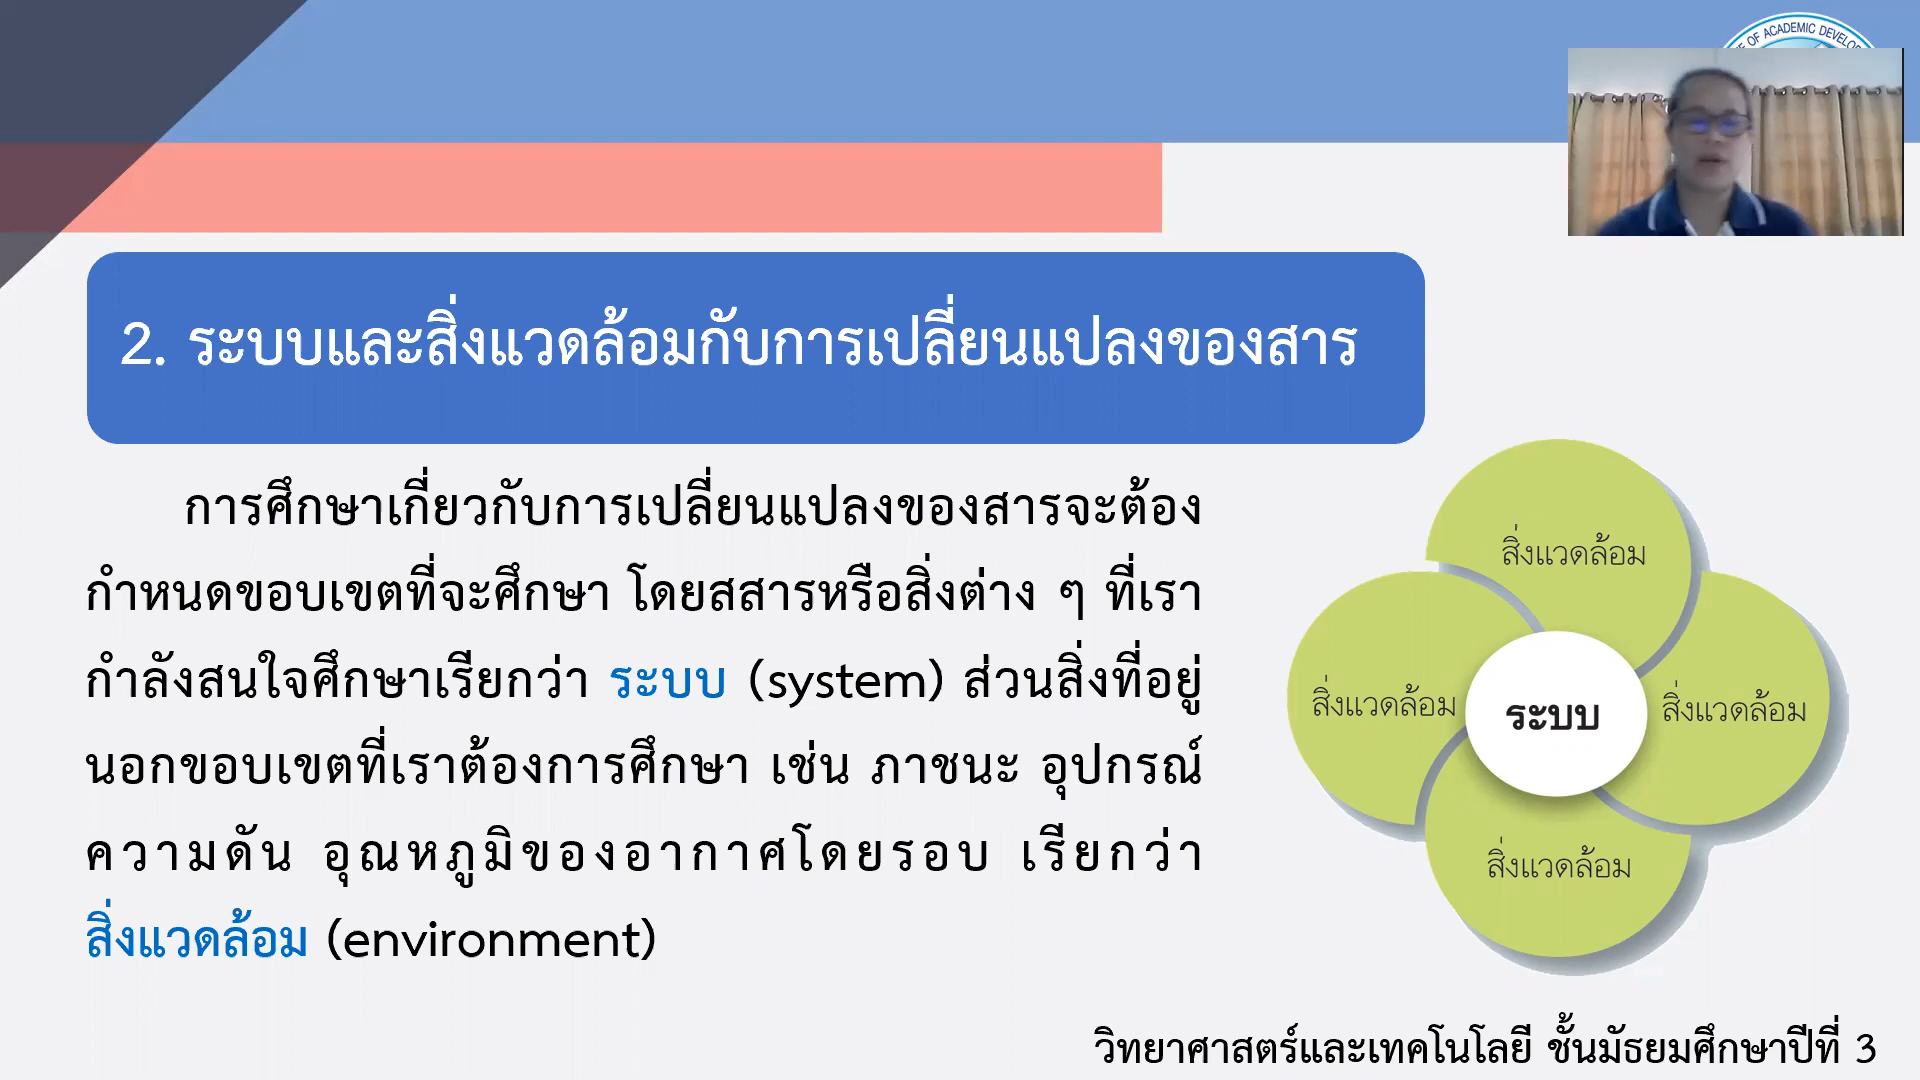 OF ACADEMIC
2. ระบบและสิ่งแวดล้อมกับการเปลี่ยนแปลงของสาร
การศึกษาเกี่ยวกับการเปลี่ยนแปลงของสารจะต้อง
กำหนดขอบเขตที่จะศึกษา โดยสสารหรือสิ่งต่าง ๆ ที่เรา
กำลังสนใจศึกษาเรียกว่า ระบบ (system) ส่วนสิ่งที่อยู่
นอกขอบเขตที่เราต้องการศึกษา เช่น ภาชนะ อุปกรณ์
ความดัน อุณหภูมิของอากาศโดยรอบ เรียกว่า
สิ่งแวดล้อม (environment)
สิ่งแวดล้อม
สิ่งแวดล้อม
ระบบ
สิ่งแวดล้อม
สิ่งแวดล้อม
วิทยาศาสตร์และเทคโนโลยี ชั้นมัธยมศึกษาปีที่ 3